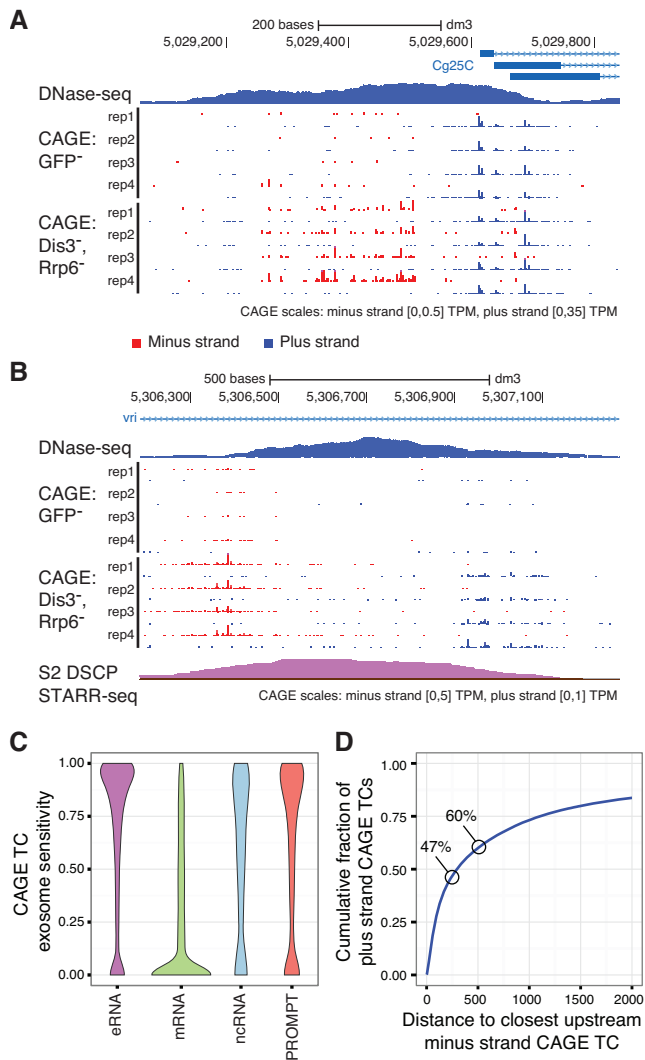 A
200 bases dm3
5,029,200 5,029,400 5,029,600 5,029,800
Cg25C
DNase-seq
CAGE:
GFP-
rep1
rep2
rep3
rep4
CAGE:
Dis3-,
Rrp6-
rep1
rep2
rep3
rep4
CAGE scales: minus strand [0,0.5] TPM, plus strand [0,35] TPM
Minus strand Plus strand
B
500 bases dm3
5,306,300 5,306,500 5,306,700 5,306,900 5,307,100
vri
DNase-seq
CAGE:
GFP-
rep1
rep2
rep3
rep4
CAGE:
Dis3-,
Rrp6-
rep1
rep2
rep3
rep4
S2 DSCP
STARR-seq
CAGE scales: minus strand [0,5] TPM, plus strand [0,1] TPM
C
CAGE TC
exosome sensitivity
1.00
0.75
0.50
0.25
0.00
eRNA
mRNA
ncRNA
PROMPT
D
Cumulative fraction of
plus strand CAGE TCs
1.00
0.75
0.50
0.25
0.00
47%
60%
0 500 1000 1500 2000
Distance to closest upstream
minus strand CAGE TC